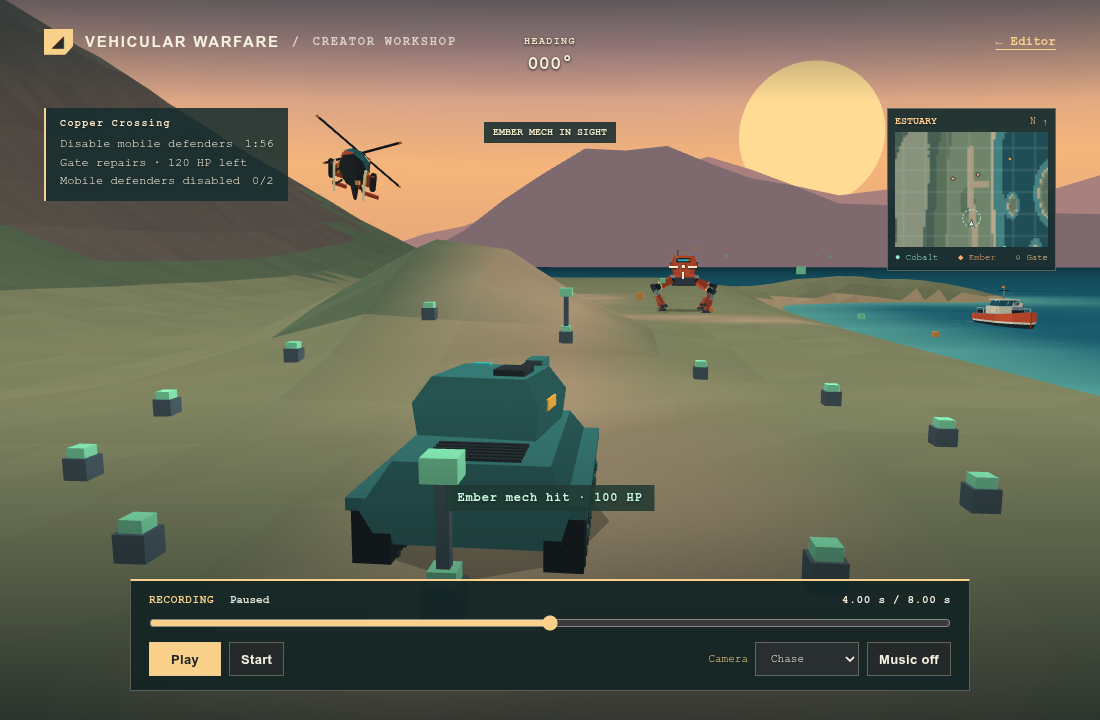 VEHICULAR WARFARE / CREATOR WORKSHOP
HEADING
000°
← Editor
Copper Crossing
Disable mobile defenders 1:56
Gate repairs · 120 HP left
Mobile defenders disabled 0/2
EMBER MECH IN SIGHT
ESTUARY N ↑
● Cobalt ◆ Ember ○ Gate
Ember mech hit · 100 HP
RECORDING Paused 4.00 s / 8.00 s
Play Start Camera Chase Music off